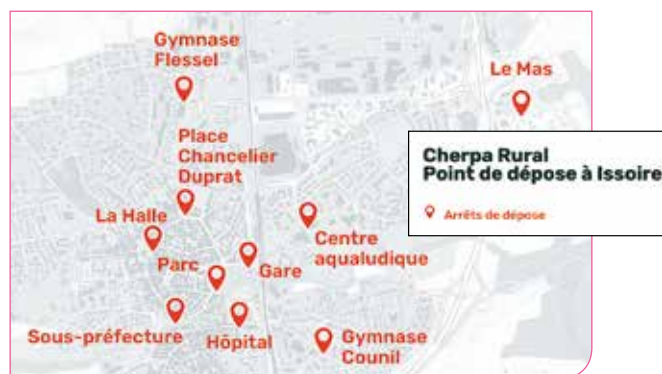 Gymnase
Flessel
Le Mas
Place
Chancelier
Duprat
Cherpa Rural
Point de dépose à Issoire
Arrêts de dépose
La Halle
Centre
aqualudique
Parc
Gare
Sous-préfecture
Hôpital
Gymnase
Counil